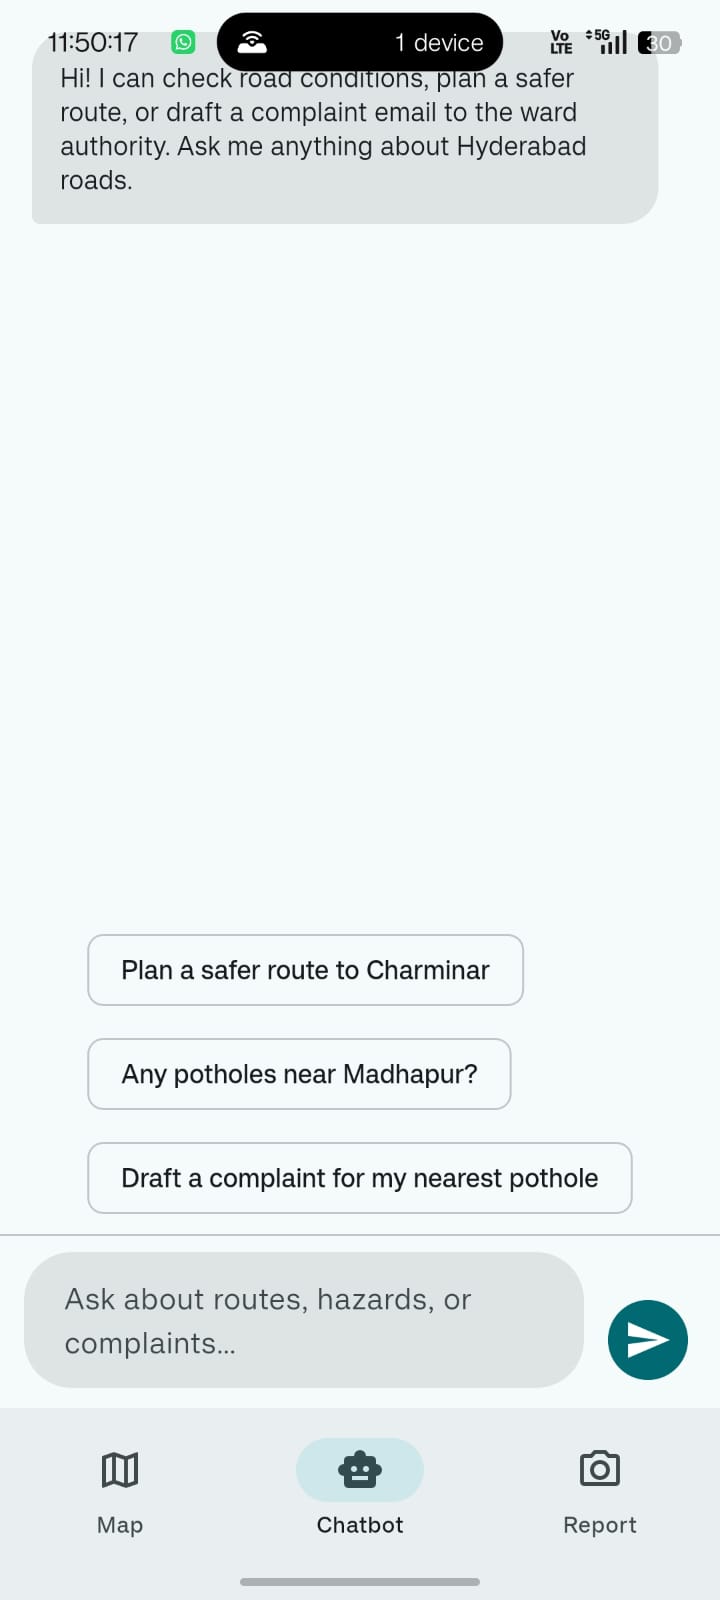 11:50:17
1 device
Vo
LTE
5G
30
Hi! I can check road conditions, plan a safer
route, or draft a complaint email to the ward
authority. Ask me anything about Hyderabad
roads.
Plan a safer route to Charminar
Any potholes near Madhapur?
Draft a complaint for my nearest pothole
Ask about routes, hazards, or
complaints...
Map
Chatbot
Report